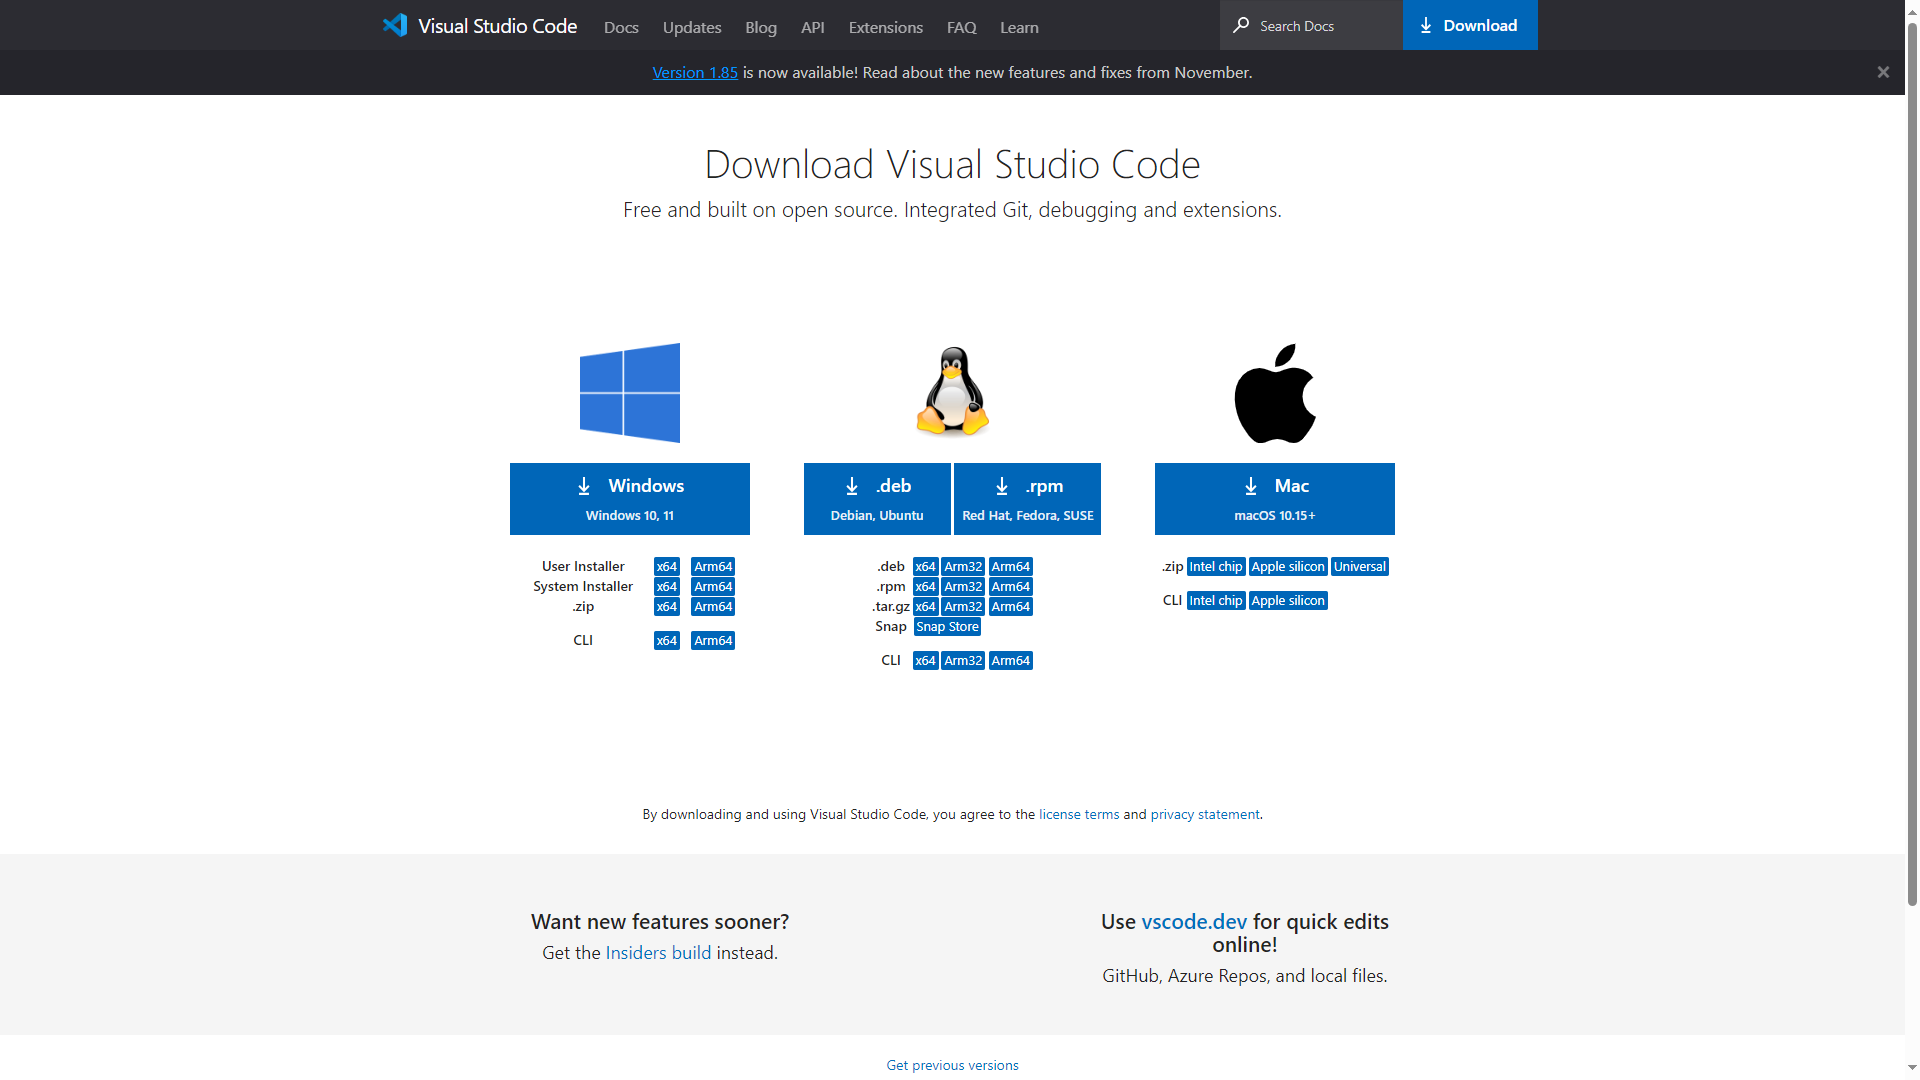 Visual Studio Code Docs Updates Blog API Extensions FAQ Learn Search Docs Download
Version 1.85 is now available! Read about the new features and fixes from November.
Download Visual Studio Code
Free and built on open source. Integrated Git, debugging and extensions.
Windows
Windows 10, 11
User Installer x64 Arm64
System Installer x64 Arm64
.zip x64 Arm64
CLI x64 Arm64
.deb
Debian, Ubuntu
.rpm
Red Hat, Fedora, SUSE
.deb x64 Arm32 Arm64
.rpm x64 Arm32 Arm64
.tar.gz x64 Arm32 Arm64
Snap Snap Store
CLI x64 Arm32 Arm64
Mac
macOS 10.15+
.zip Intel chip Apple silicon Universal
CLI Intel chip Apple silicon
By downloading and using Visual Studio Code, you agree to the license terms and privacy statement.
Want new features sooner?
Get the Insiders build instead.
Use vscode.dev for quick edits
online!
GitHub, Azure Repos, and local files.
Get previous versions